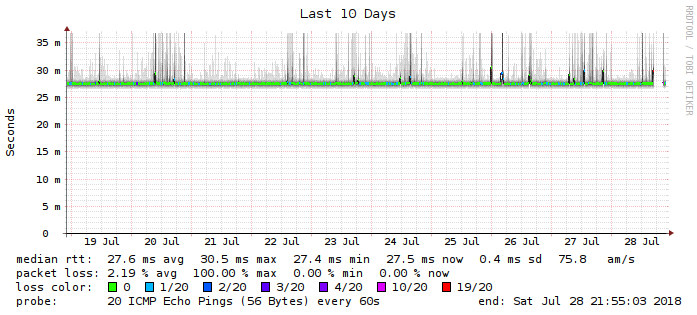 Last 10 Days
RRDTOOL / TOBI OETIKER
Seconds
35 m
30 m
25 m
20 m
15 m
10 m
5 m
0
19 Jul 20 Jul 21 Jul 22 Jul 23 Jul 24 Jul 25 Jul 26 Jul 27 Jul 28 Jul
median rtt: 27.6 ms avg 30.5 ms max 27.4 ms min 27.5 ms now 0.4 ms sd 75.8 am/s
packet loss: 2.19 % avg 100.00 % max 0.00 % min 0.00 % now
loss color: 0 1/20 2/20 3/20 4/20 10/20 19/20
probe: 20 ICMP Echo Pings (56 Bytes) every 60s end: Sat Jul 28 21:55:03 2018